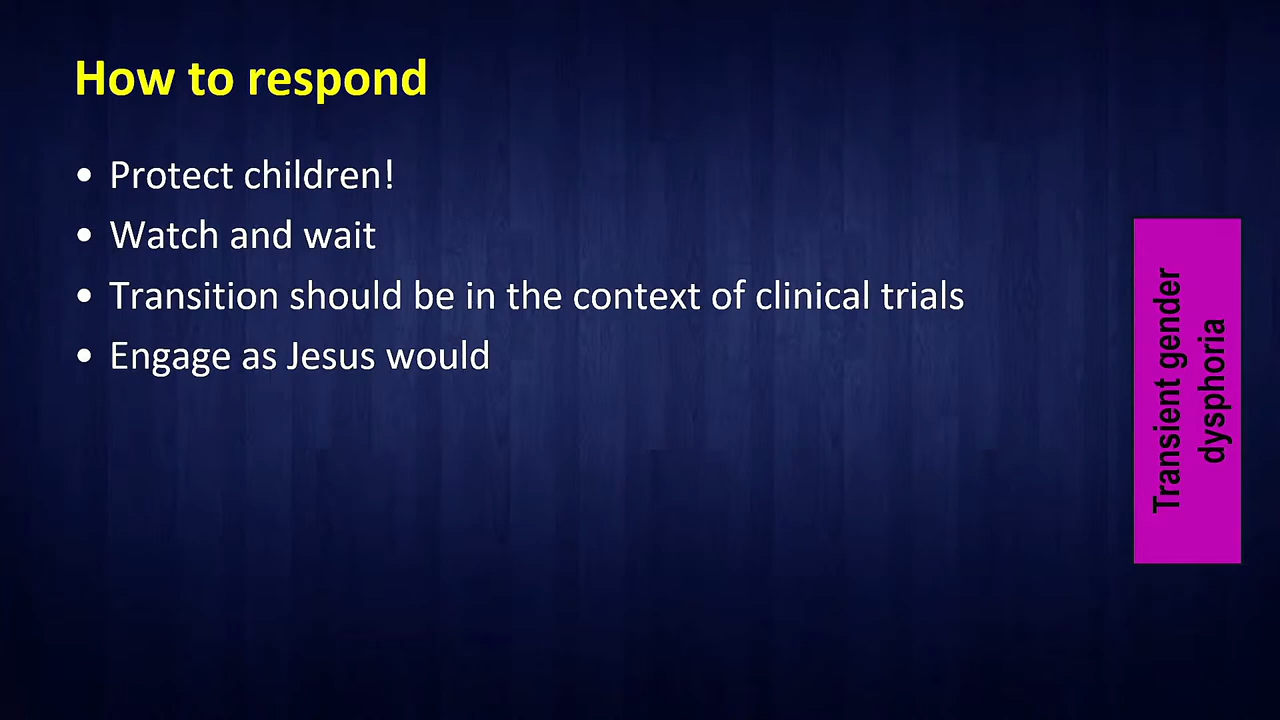 How to respond
• Protect children!
• Watch and wait
• Transition should be in the context of clinical trials
• Engage as Jesus would
Transient gender
dysphoria